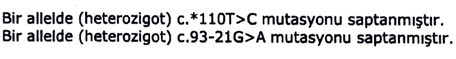 Bir allelde (heterozigot) c.*110T>C mutasyonu saptanmıştır.
Bir allelde (heterozigot) c.93-21G>A mutasyonu saptanmıştır.